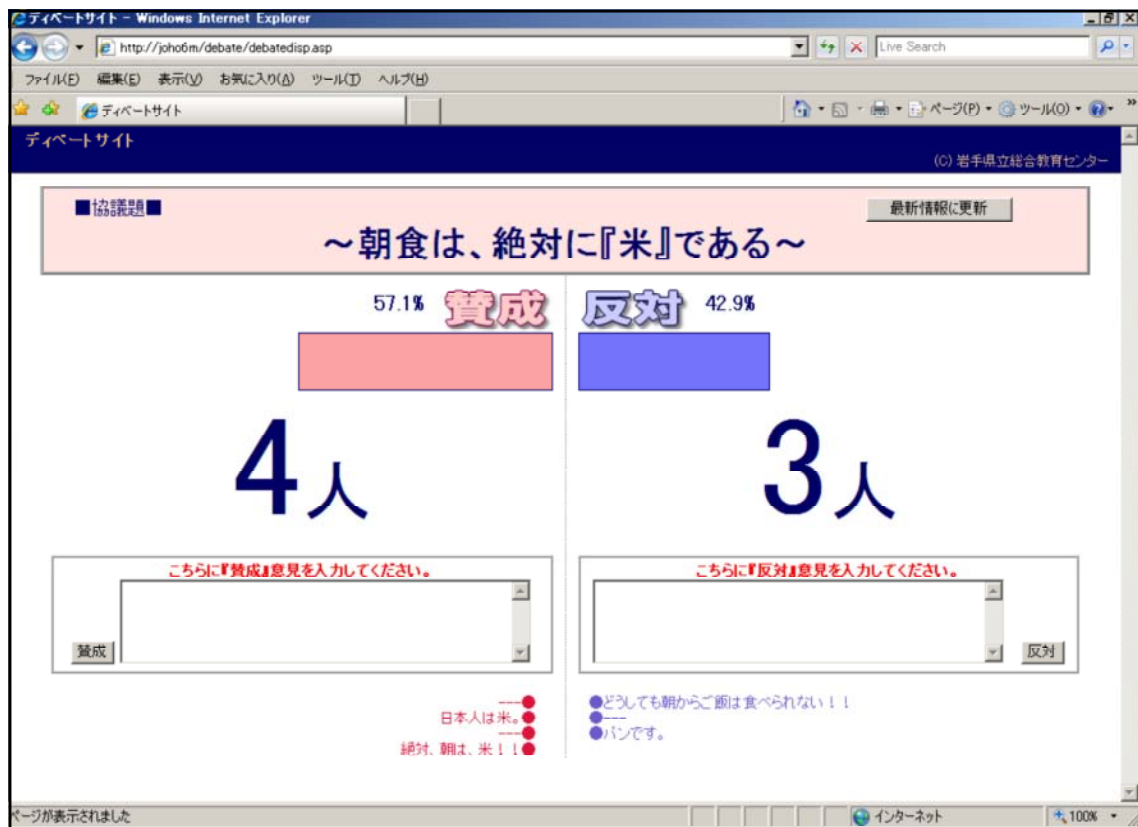 ディベートサイト - Windows Internet Explorer
http://joho6m/debate/debatedisp.asp
Live Search
ファイル(F) 編集(E) 表示(V) お気に入り(A) ツール(T) ヘルプ(H)
ディベートサイト
ページ(P) ツール(O)
ディベートサイト
(C) 岩手県立総合教育センター
■協議題■
最新情報に更新
～朝食は、絶対に『米』である～
57.1% 賛成 反対 42.9%
4人 3人
こちらに『賛成』意見を入力してください。
賛成
こちらに『反対』意見を入力してください。
反対
---●
日本人は米。●
---●
絶対、朝は、米！！●
●どうしても朝からご飯は食べられない！！
●---
●パンです。
ページが表示されました
インターネット
100%